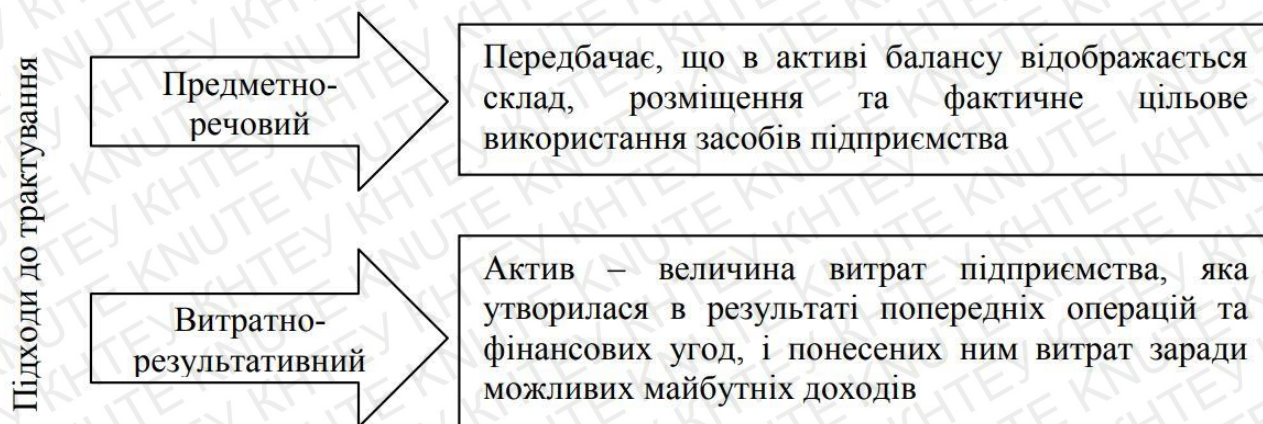 Підходи до трактування
Предметно-
речовий
Передбачає, що в активі балансу відображається
склад, розміщення та фактичне цільове
використання засобів підприємства
Витратно-
результативний
Актив – величина витрат підприємства, яка
утворилася в результаті попередніх операцій та
фінансових угод, і понесених ним витрат заради
можливих майбутніх доходів